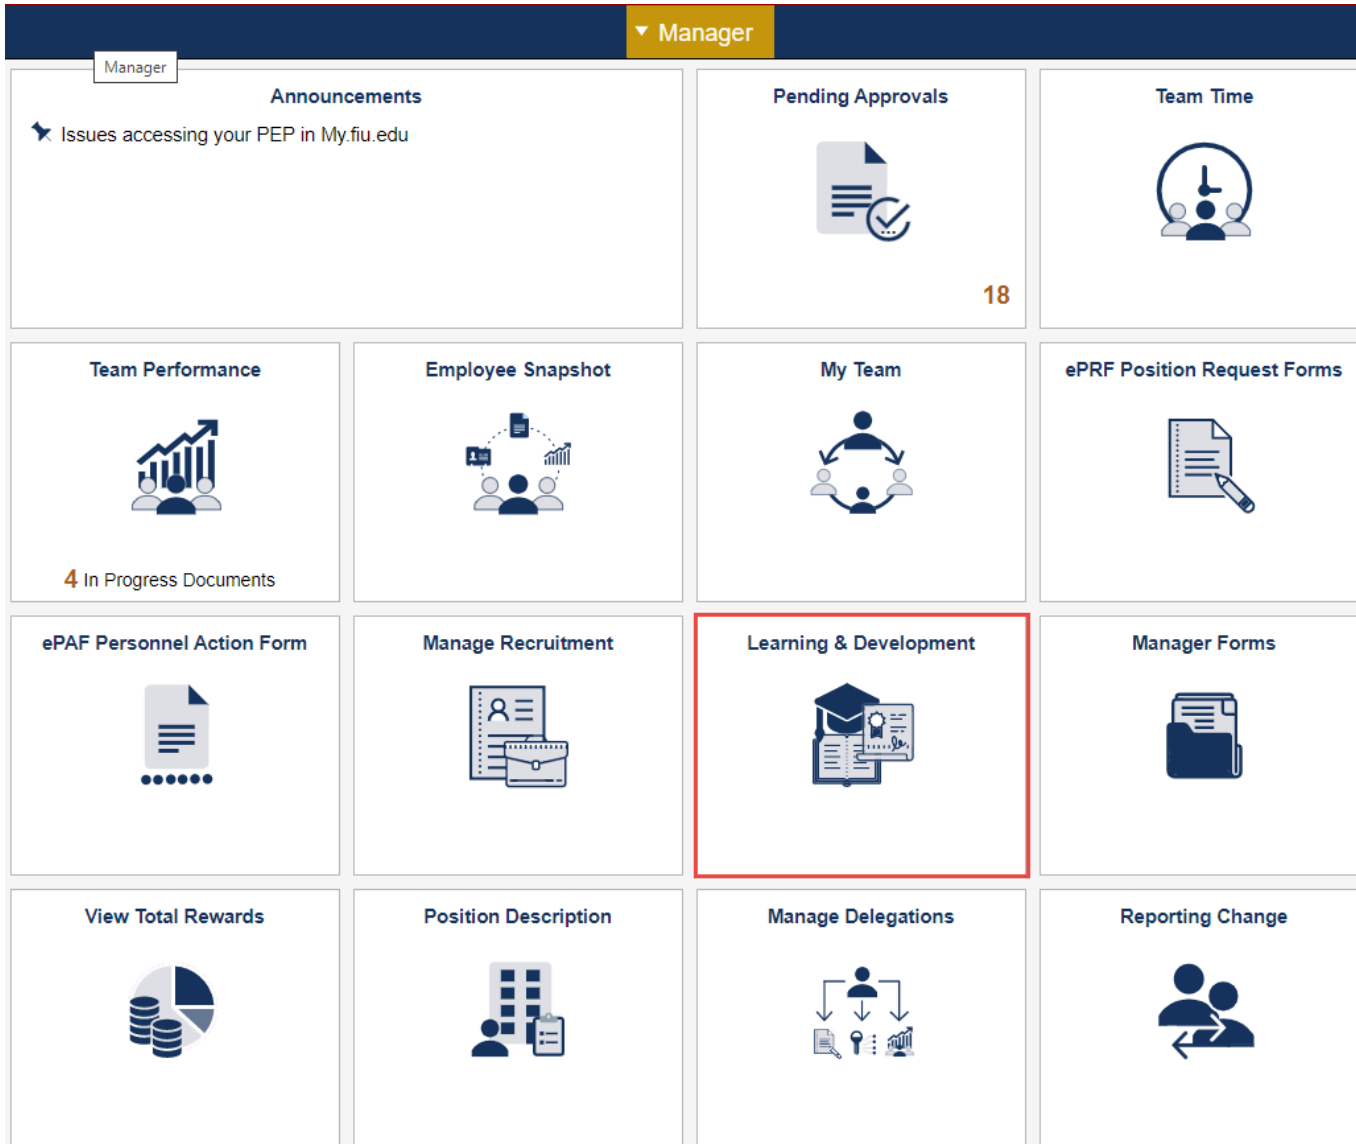 Manager
Manager
Announcements
Issues accessing your PEP in My.fiu.edu
Pending Approvals
18
Team Time
Team Performance
4 In Progress Documents
Employee Snapshot
My Team
ePRF Position Request Forms
ePAF Personnel Action Form
Manage Recruitment
Learning & Development
Manager Forms
View Total Rewards
Position Description
Manage Delegations
Reporting Change